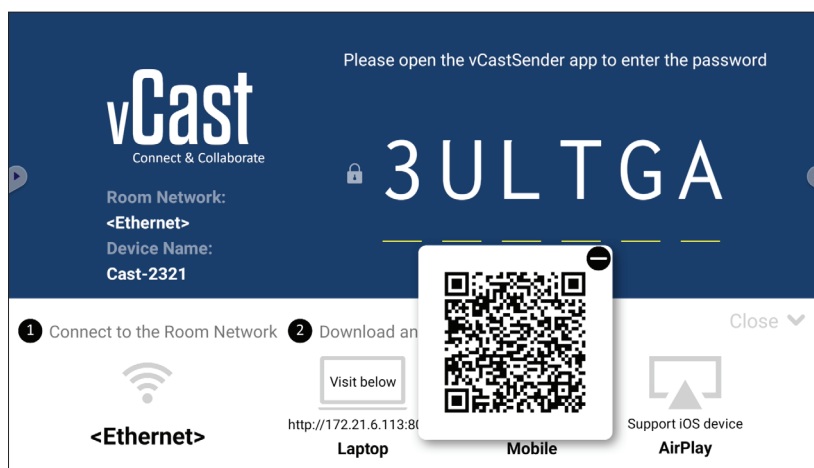 Please open the vCastSender app to enter the password
vCast
Connect & Collaborate
3ULTGA
Room Network:
<Ethernet>
Device Name:
Cast-2321
1 Connect to the Room Network
2 Download an
Close
Visit below
http://172.21.6.113:80
Support iOS device
<Ethernet>
Laptop
Mobile
AirPlay